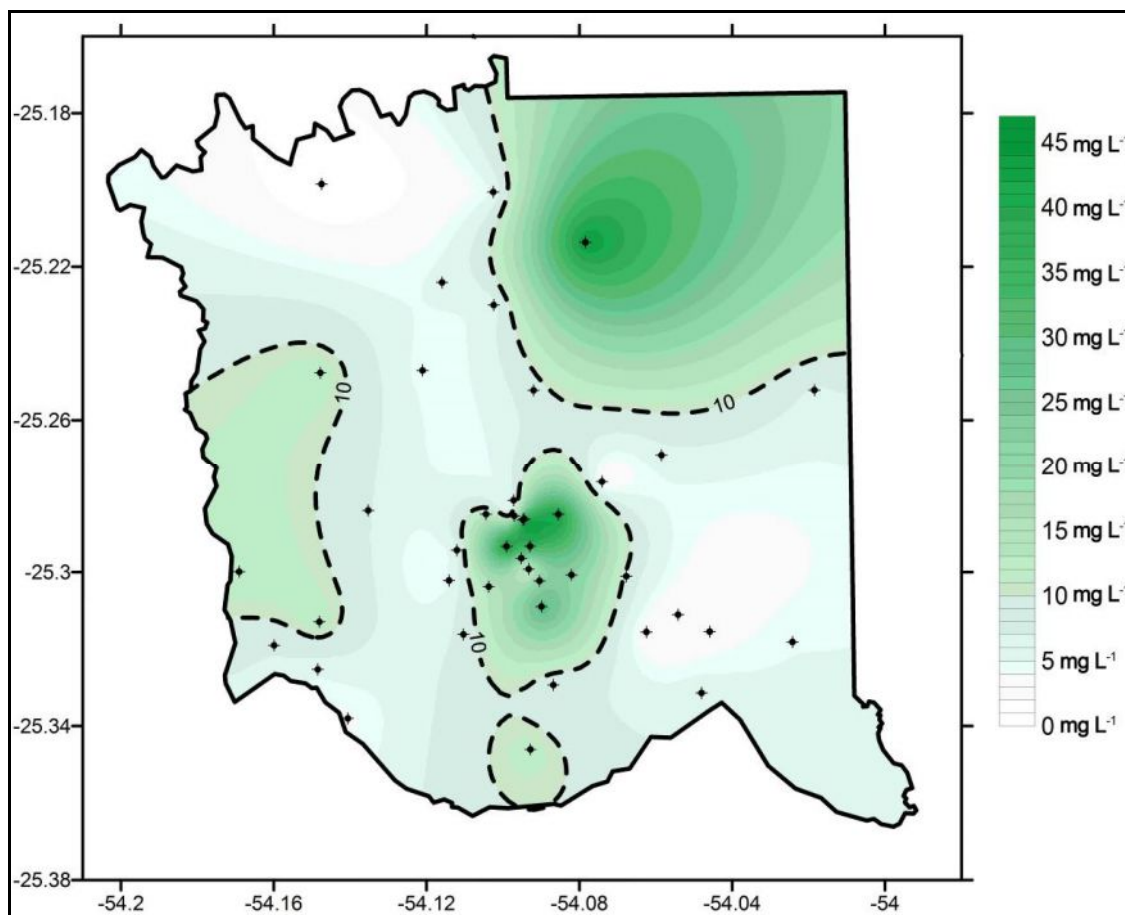 -25.18
-25.22
-25.26
-25.3
-25.34
-25.38
-54.2
-54.16
-54.12
-54.08
-54.04
-54
10
10
10
45 mg L⁻¹
40 mg L⁻¹
35 mg L⁻¹
30 mg L⁻¹
25 mg L⁻¹
20 mg L⁻¹
15 mg L⁻¹
10 mg L⁻¹
5 mg L⁻¹
0 mg L⁻¹